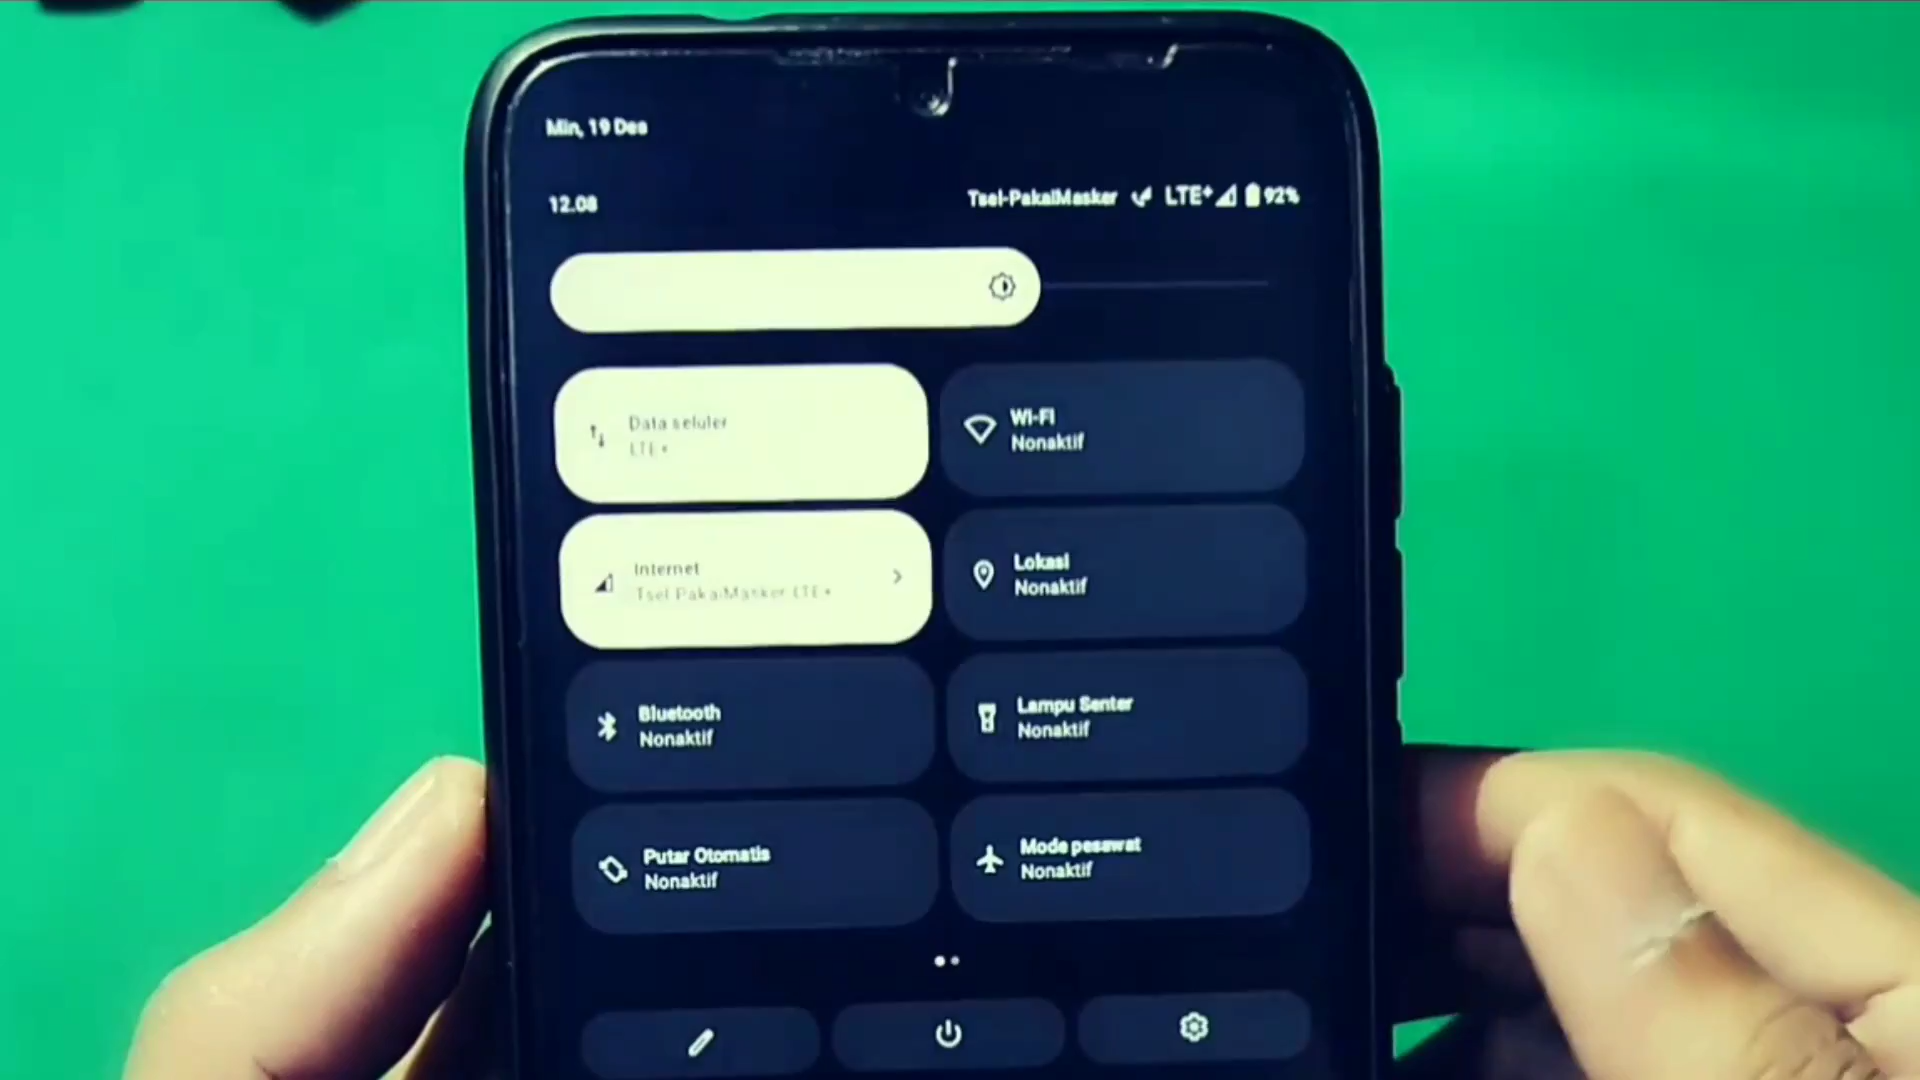 Min, 19 Des
12.08
Tsel-PakaiMasker LTE+ 92%
Data seluler
LTE+
Wi-Fi
Nonaktif
Internet
Tsel-PakaiMasker LTE+
Lokasi
Nonaktif
Bluetooth
Nonaktif
Lampu Senter
Nonaktif
Putar Otomatis
Nonaktif
Mode pesawat
Nonaktif